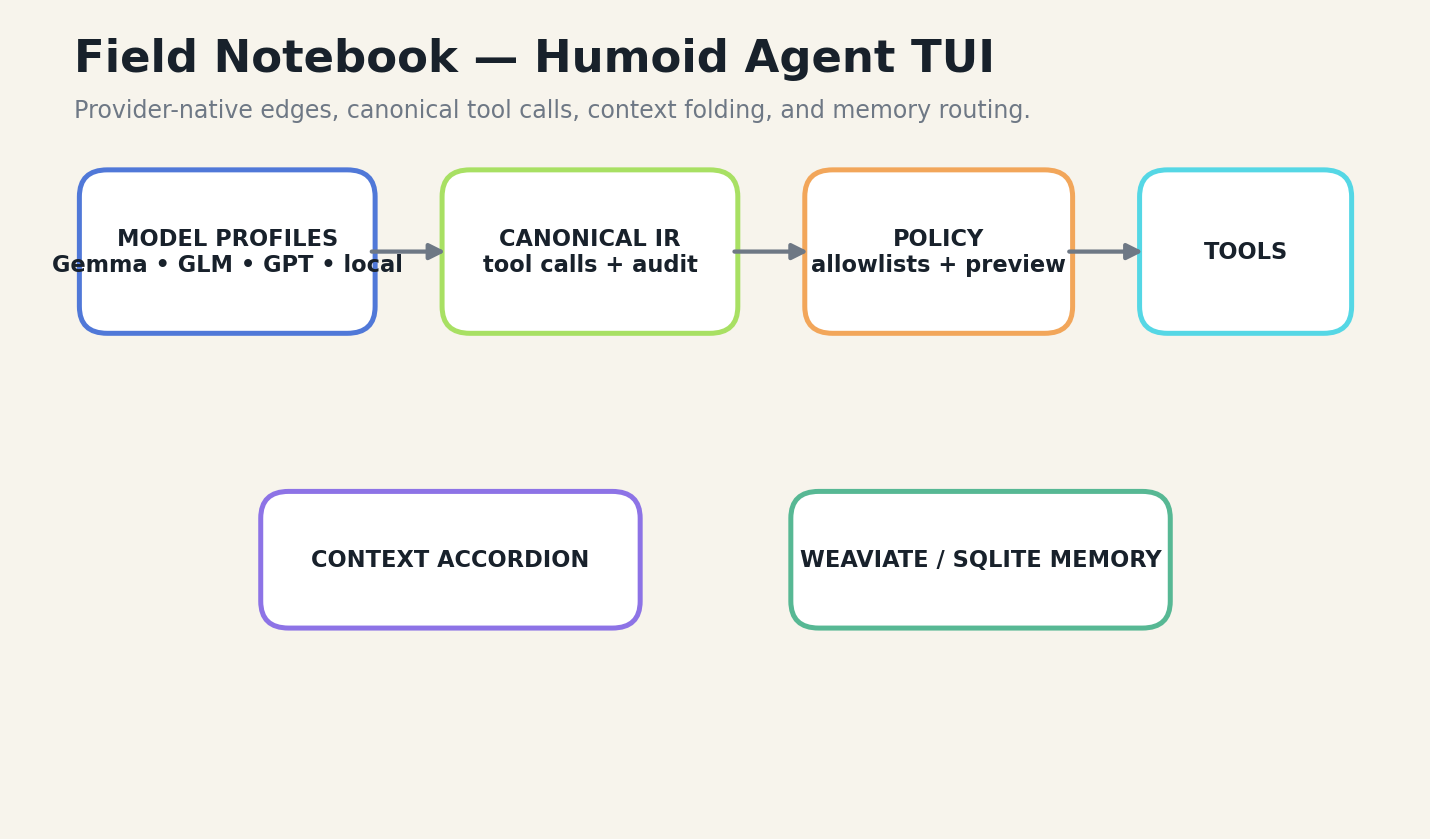 Field Notebook — Humoid Agent TUI
Provider-native edges, canonical tool calls, context folding, and memory routing.
MODEL PROFILES
Gemma • GLM • GPT • local
CANONICAL IR
tool calls + audit
POLICY
allowlists + preview
TOOLS
CONTEXT ACCORDION
WEAVIATE / SQLITE MEMORY